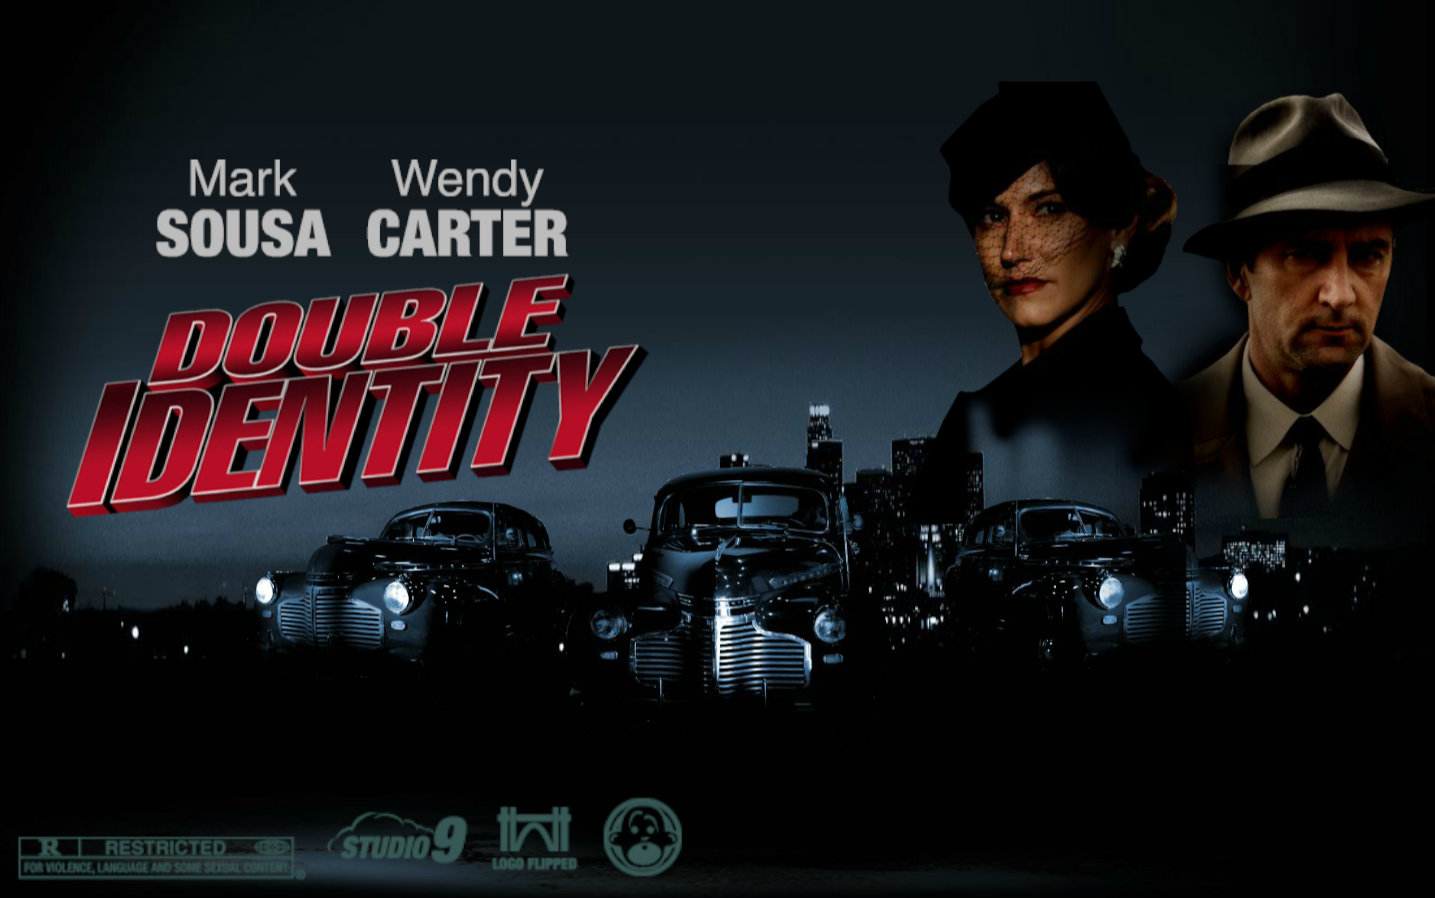 Mark Wendy
SOUSA CARTER
DOUBLE
IDENTITY
R RESTRICTED
FOR VIOLENCE, LANGUAGE AND SOME SEXUAL CONTENT
STUDIO 9
LOGO FLIPPED